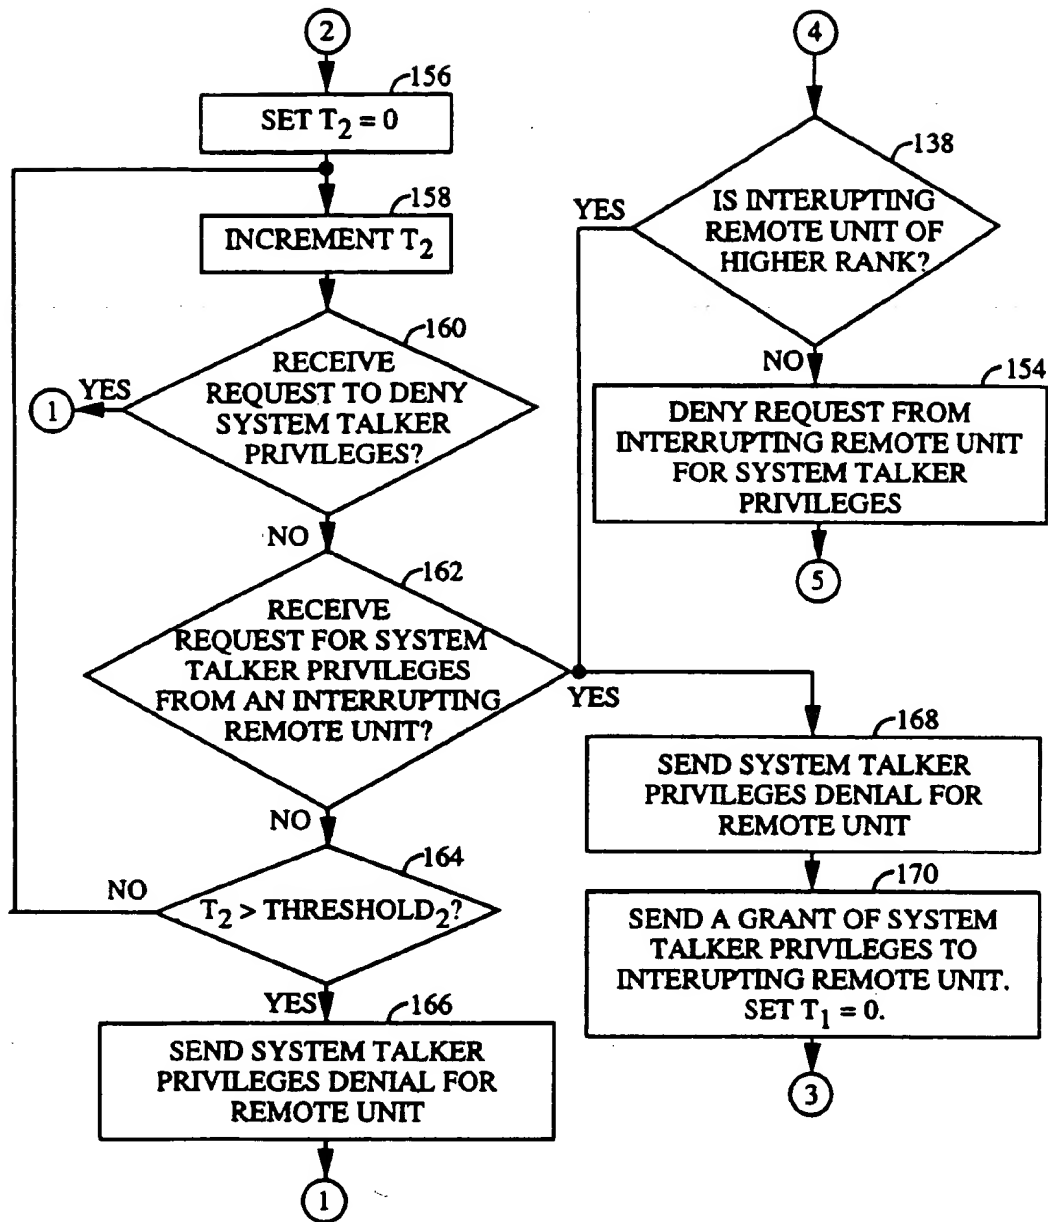 2
156
SET T2 = 0
158
INCREMENT T2
160
RECEIVE
REQUEST TO DENY
SYSTEM TALKER
PRIVILEGES?
YES
1
NO
162
RECEIVE
REQUEST FOR SYSTEM
TALKER PRIVILEGES
FROM AN INTERRUPTING
REMOTE UNIT?
YES
NO
164
T2 > THRESHOLD2?
NO
YES
166
SEND SYSTEM TALKER
PRIVILEGES DENIAL FOR
REMOTE UNIT
1
4
138
IS INTERUPTING
REMOTE UNIT OF
HIGHER RANK?
YES
NO
154
DENY REQUEST FROM
INTERRUPTING REMOTE UNIT
FOR SYSTEM TALKER
PRIVILEGES
5
168
SEND SYSTEM TALKER
PRIVILEGES DENIAL FOR
REMOTE UNIT
170
SEND A GRANT OF SYSTEM
TALKER PRIVILEGES TO
INTERUPTING REMOTE UNIT.
SET T1 = 0.
3